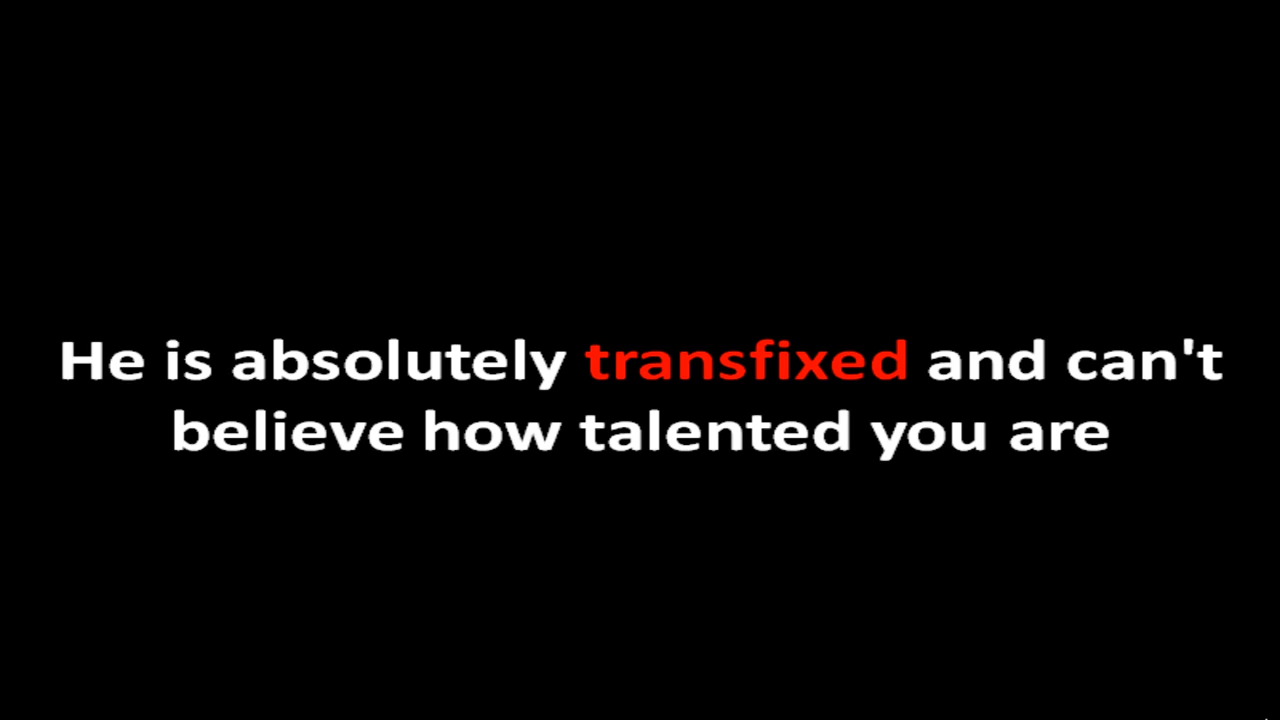 He is absolutely transfixed and can't
believe how talented you are